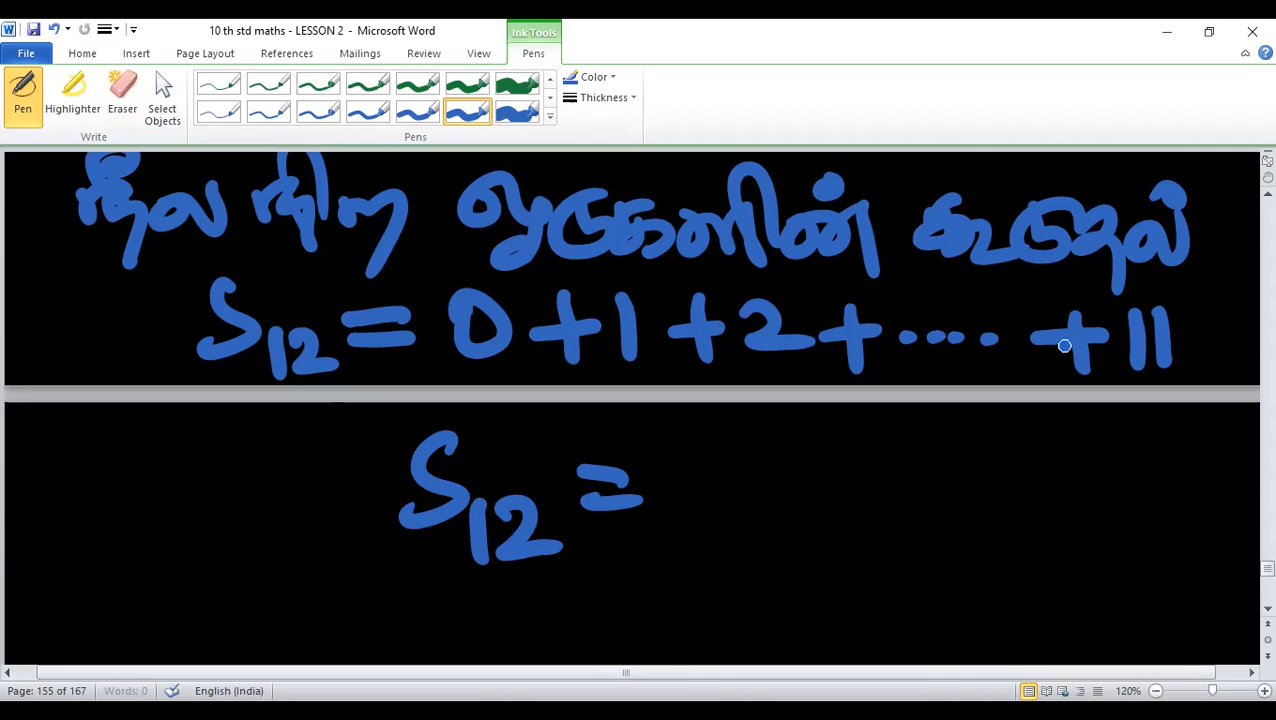 10 th std maths - LESSON 2 - Microsoft Word
Ink Tools
File Home Insert Page Layout References Mailings Review View Pens
Pen Highlighter Eraser Select Objects
Color
Thickness
Write Pens
S12 = 0 + 1 + 2 + .... + 11
S12 =
Page: 155 of 167 Words: 0 English (India) 120%